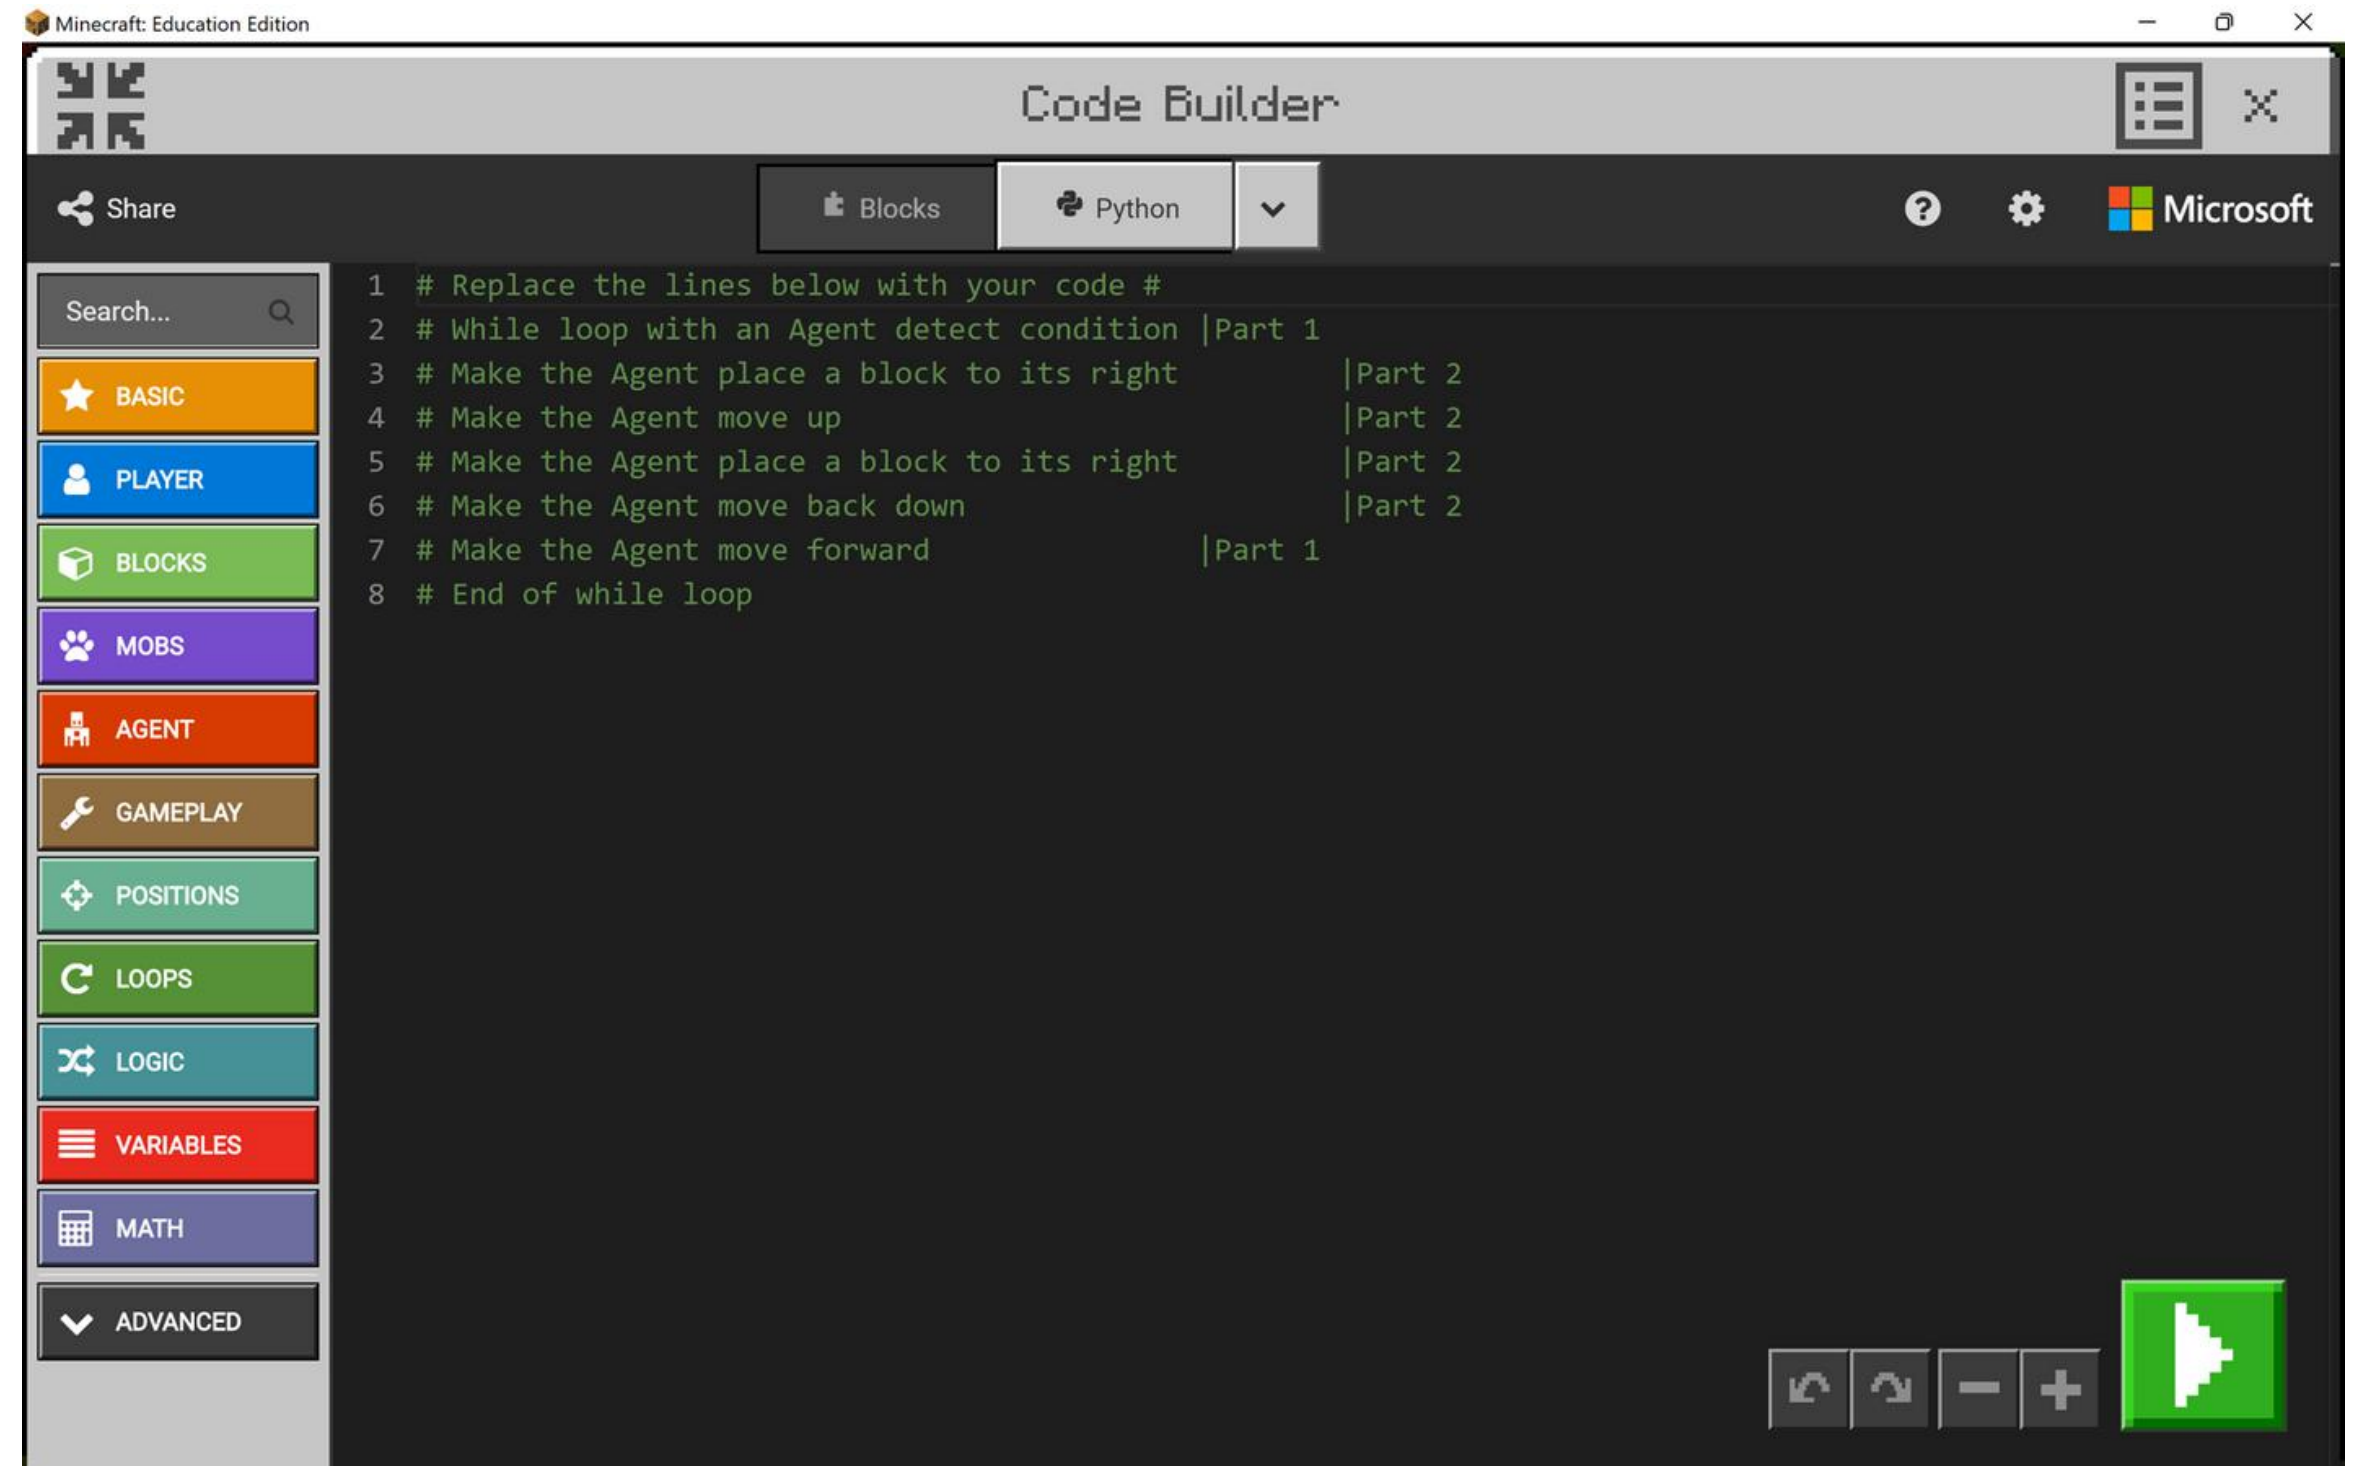 Minecraft: Education Edition
Code Builder
Share
Blocks
Python
Microsoft
Search...
BASIC
PLAYER
BLOCKS
MOBS
AGENT
GAMEPLAY
POSITIONS
LOOPS
LOGIC
VARIABLES
MATH
ADVANCED
1 # Replace the lines below with your code #
2 # While loop with an Agent detect condition |Part 1
3 # Make the Agent place a block to its right |Part 2
4 # Make the Agent move up |Part 2
5 # Make the Agent place a block to its right |Part 2
6 # Make the Agent move back down |Part 2
7 # Make the Agent move forward |Part 1
8 # End of while loop